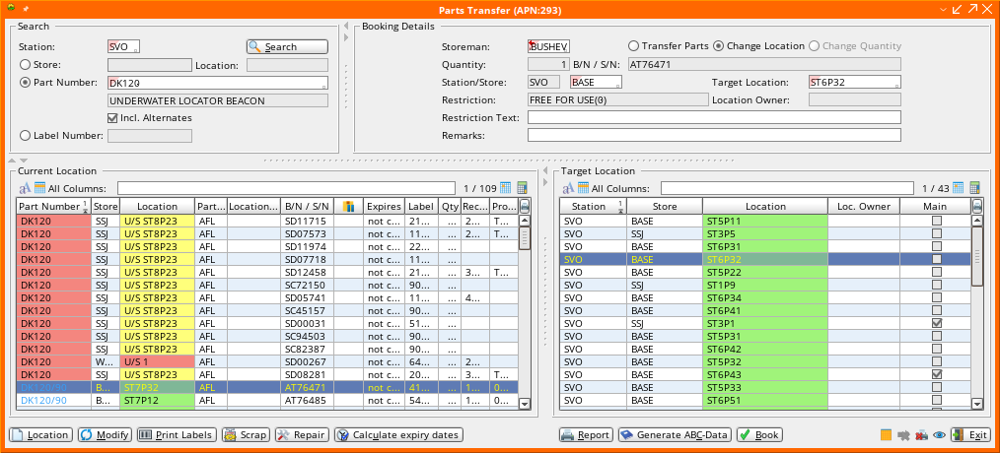 Parts Transfer (APN:293)
Search
Station: SVO Search
Store: Location:
Part Number: DK120
UNDERWATER LOCATOR BEACON
Incl. Alternates
Label Number:
Booking Details
Storeman: BUSHEV Transfer Parts Change Location Change Quantity
Quantity: 1 B/N / S/N: AT76471
Station/Store: SVO BASE Target Location: ST6P32
Restriction: FREE FOR USE(0) Location Owner:
Restriction Text:
Remarks:
Current Location
All Columns: 1 / 109
Part Number Store Location Part... Location... B/N / S/N Expires Label Qty Rec... Pro...
DK120 SSJ U/S ST8P23 AFL SD11715 not c... 21... ... 2... T...
DK120 SSJ U/S ST8P23 AFL SD07573 not c... 11... ... 2... T...
DK120 SSJ U/S ST8P23 AFL SD11974 not c... 22... ...
DK120 SSJ U/S ST8P23 AFL SD07718 not c... 11... ...
DK120 SSJ U/S ST8P23 AFL SD12458 not c... 21... ... 3... T...
DK120 SSJ U/S ST8P23 AFL SC72150 not c... 90... ...
DK120 SSJ U/S ST8P23 AFL SD05741 not c... 11... ... 4...
DK120 SSJ U/S ST8P23 AFL SC45157 not c... 90... ...
DK120 SSJ U/S ST8P23 AFL SD00031 not c... 51... ...
DK120 SSJ U/S ST8P23 AFL SC94503 not c... 90... ...
DK120 SSJ U/S ST8P23 AFL SC82387 not c... 90... ...
DK120 W... U/S 1 AFL SD00267 not c... 64... ... 2...
DK120 SSJ U/S ST8P23 AFL SD08281 not c... 20... ... 3... T...
DK120/90 B... ST7P32 AFL AT76471 not c... 41... ... 1... 0...
DK120/90 B... ST7P12 AFL AT76485 not c... 54... ... 1... 0...
Target Location
All Columns: 1 / 43
Station 1 Store Location Loc. Owner Main
SVO BASE ST5P11
SVO SSJ ST3P5
SVO BASE ST6P31
SVO BASE ST6P32
SVO BASE ST5P22
SVO SSJ ST1P9
SVO BASE ST6P34
SVO BASE ST6P41
SVO SSJ ST3P1
SVO BASE ST5P31
SVO BASE ST6P42
SVO BASE ST5P32
SVO BASE ST6P43
SVO BASE ST5P33
SVO BASE ST6P51
Location Modify Print Labels Scrap Repair Calculate expiry dates Report Generate ABC-Data Book Exit